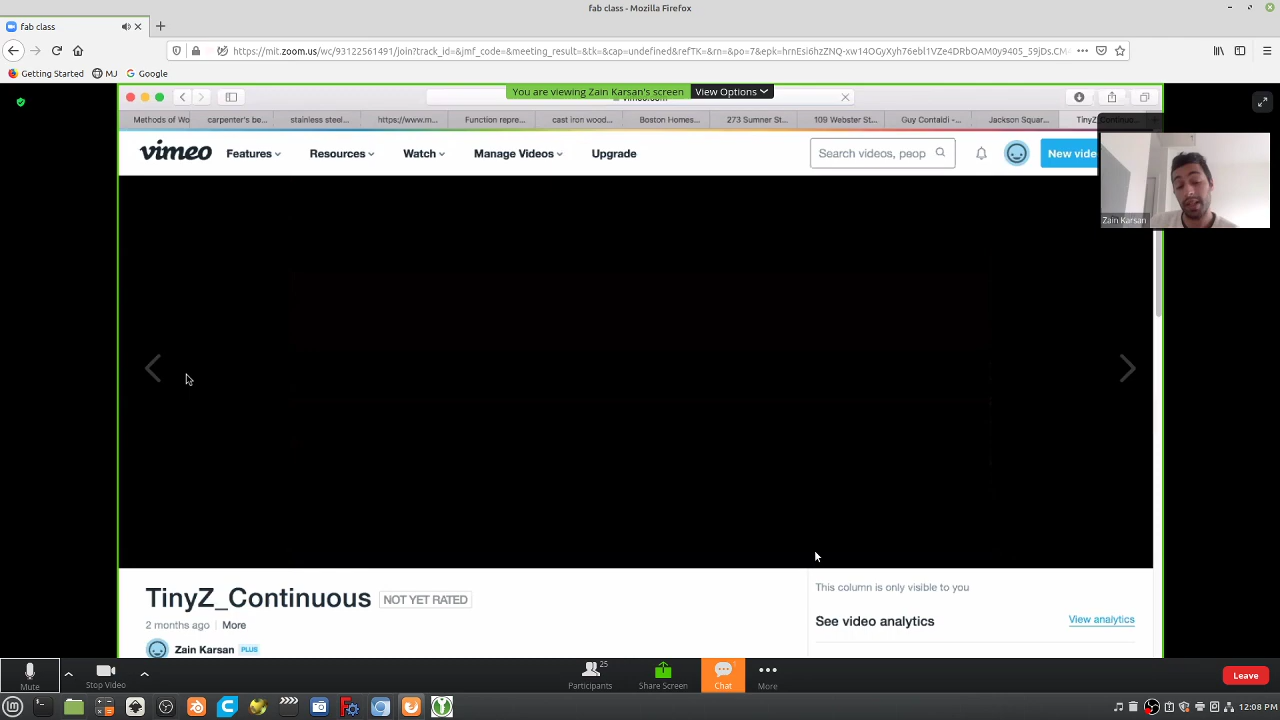 fab class - Mozilla Firefox
fab class
https://mit.zoom.us/wc/93122561491/join?track_id=&jmf_code=&meeting_result=&tk=&cap=undefined&refTK=&rn=&po=7&epk=
Getting Started MJ Google
You are viewing Zain Karsan's screen View Options
Methods of Wo carpenter's be... stainless steel... https://www.m... Function repre... cast iron wood... Boston Homes... 273 Sumner St... 109 Webster St... Guy Contaldi -... Jackson Squar... TinyZ_Continuo...
vimeo Features Resources Watch Manage Videos Upgrade Search videos, peop New vide
Zain Karsan
TinyZ_Continuous NOT YET RATED
This column is only visible to you
2 months ago More
See video analytics View analytics
Zain Karsan PLUS
Mute Stop Video Participants 25 Share Screen Chat More Leave
12:08 PM